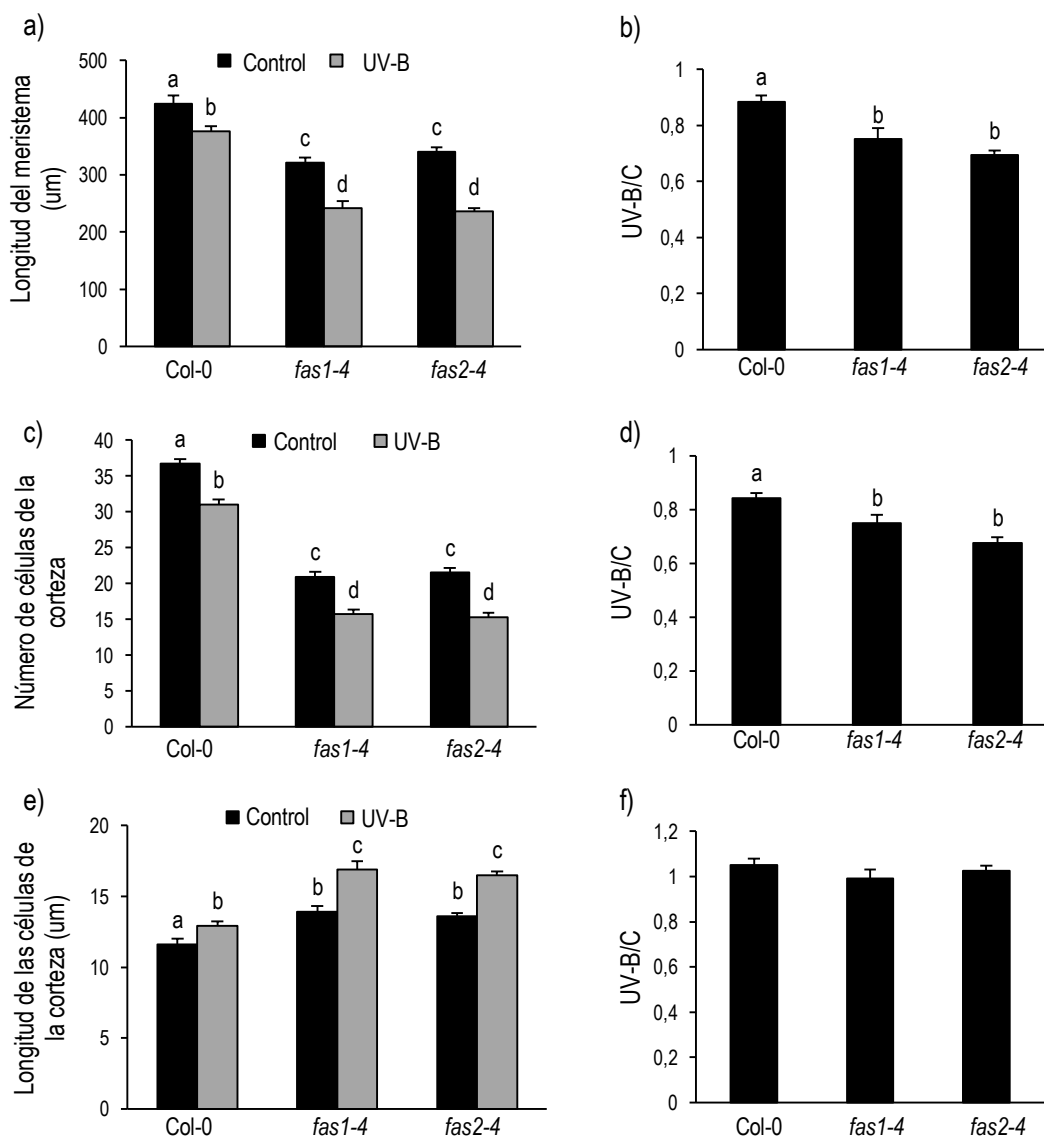 a)
Control UV-B
Longitud del meristema
(um)
500
400
300
200
100
0
a
b
c
d
c
d
Col-0
fas1-4
fas2-4
b)
UV-B/C
1
0,8
0,6
0,4
0,2
0
a
b
b
Col-0
fas1-4
fas2-4
c)
Control UV-B
Número de células de la
corteza
40
35
30
25
20
15
10
5
0
a
b
c
d
c
d
Col-0
fas1-4
fas2-4
d)
UV-B/C
1
0,8
0,6
0,4
0,2
0
a
b
b
Col-0
fas1-4
fas2-4
e)
Control UV-B
Longitud de las células de
la corteza (um)
20
15
10
5
0
a
b
b
c
b
c
Col-0
fas1-4
fas2-4
f)
UV-B/C
1,2
1
0,8
0,6
0,4
0,2
0
Col-0
fas1-4
fas2-4